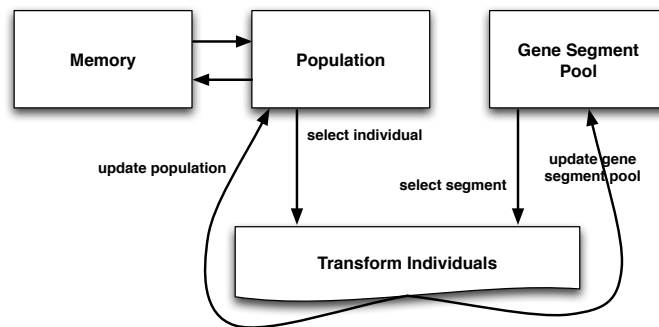 Memory
Population
Gene Segment
Pool
select individual
update population
update gene
segment pool
select segment
Transform Individuals